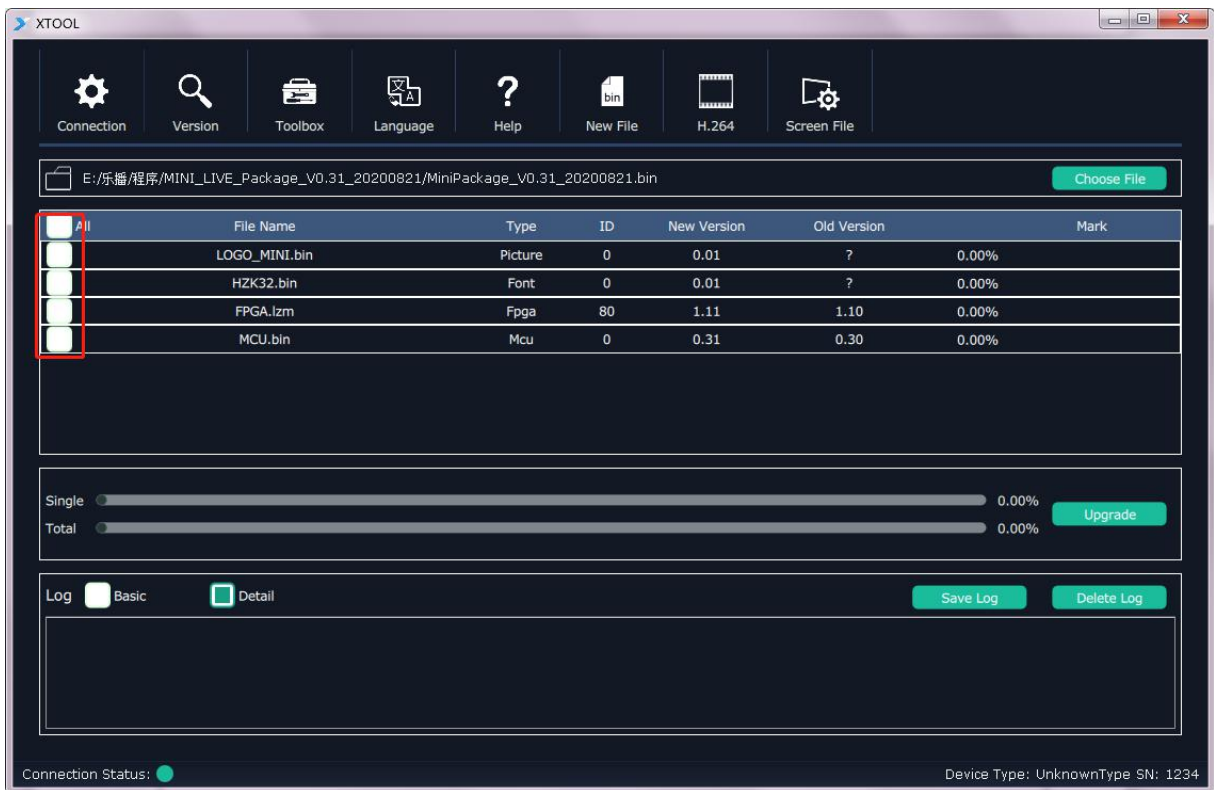 XTOOL
Connection Version Toolbox Language Help New File H.264 Screen File
bin
E:/乐播/程序/MINI_LIVE_Package_V0.31_20200821/MiniPackage_V0.31_20200821.bin Choose File
All File Name Type ID New Version Old Version Mark
LOGO_MINI.bin Picture 0 0.01 ? 0.00%
HZK32.bin Font 0 0.01 ? 0.00%
FPGA.lzm Fpga 80 1.11 1.10 0.00%
MCU.bin Mcu 0 0.31 0.30 0.00%
Single 0.00%
Upgrade
Total 0.00%
Log Basic Detail Save Log Delete Log
Connection Status: Device Type: UnknownType SN: 1234